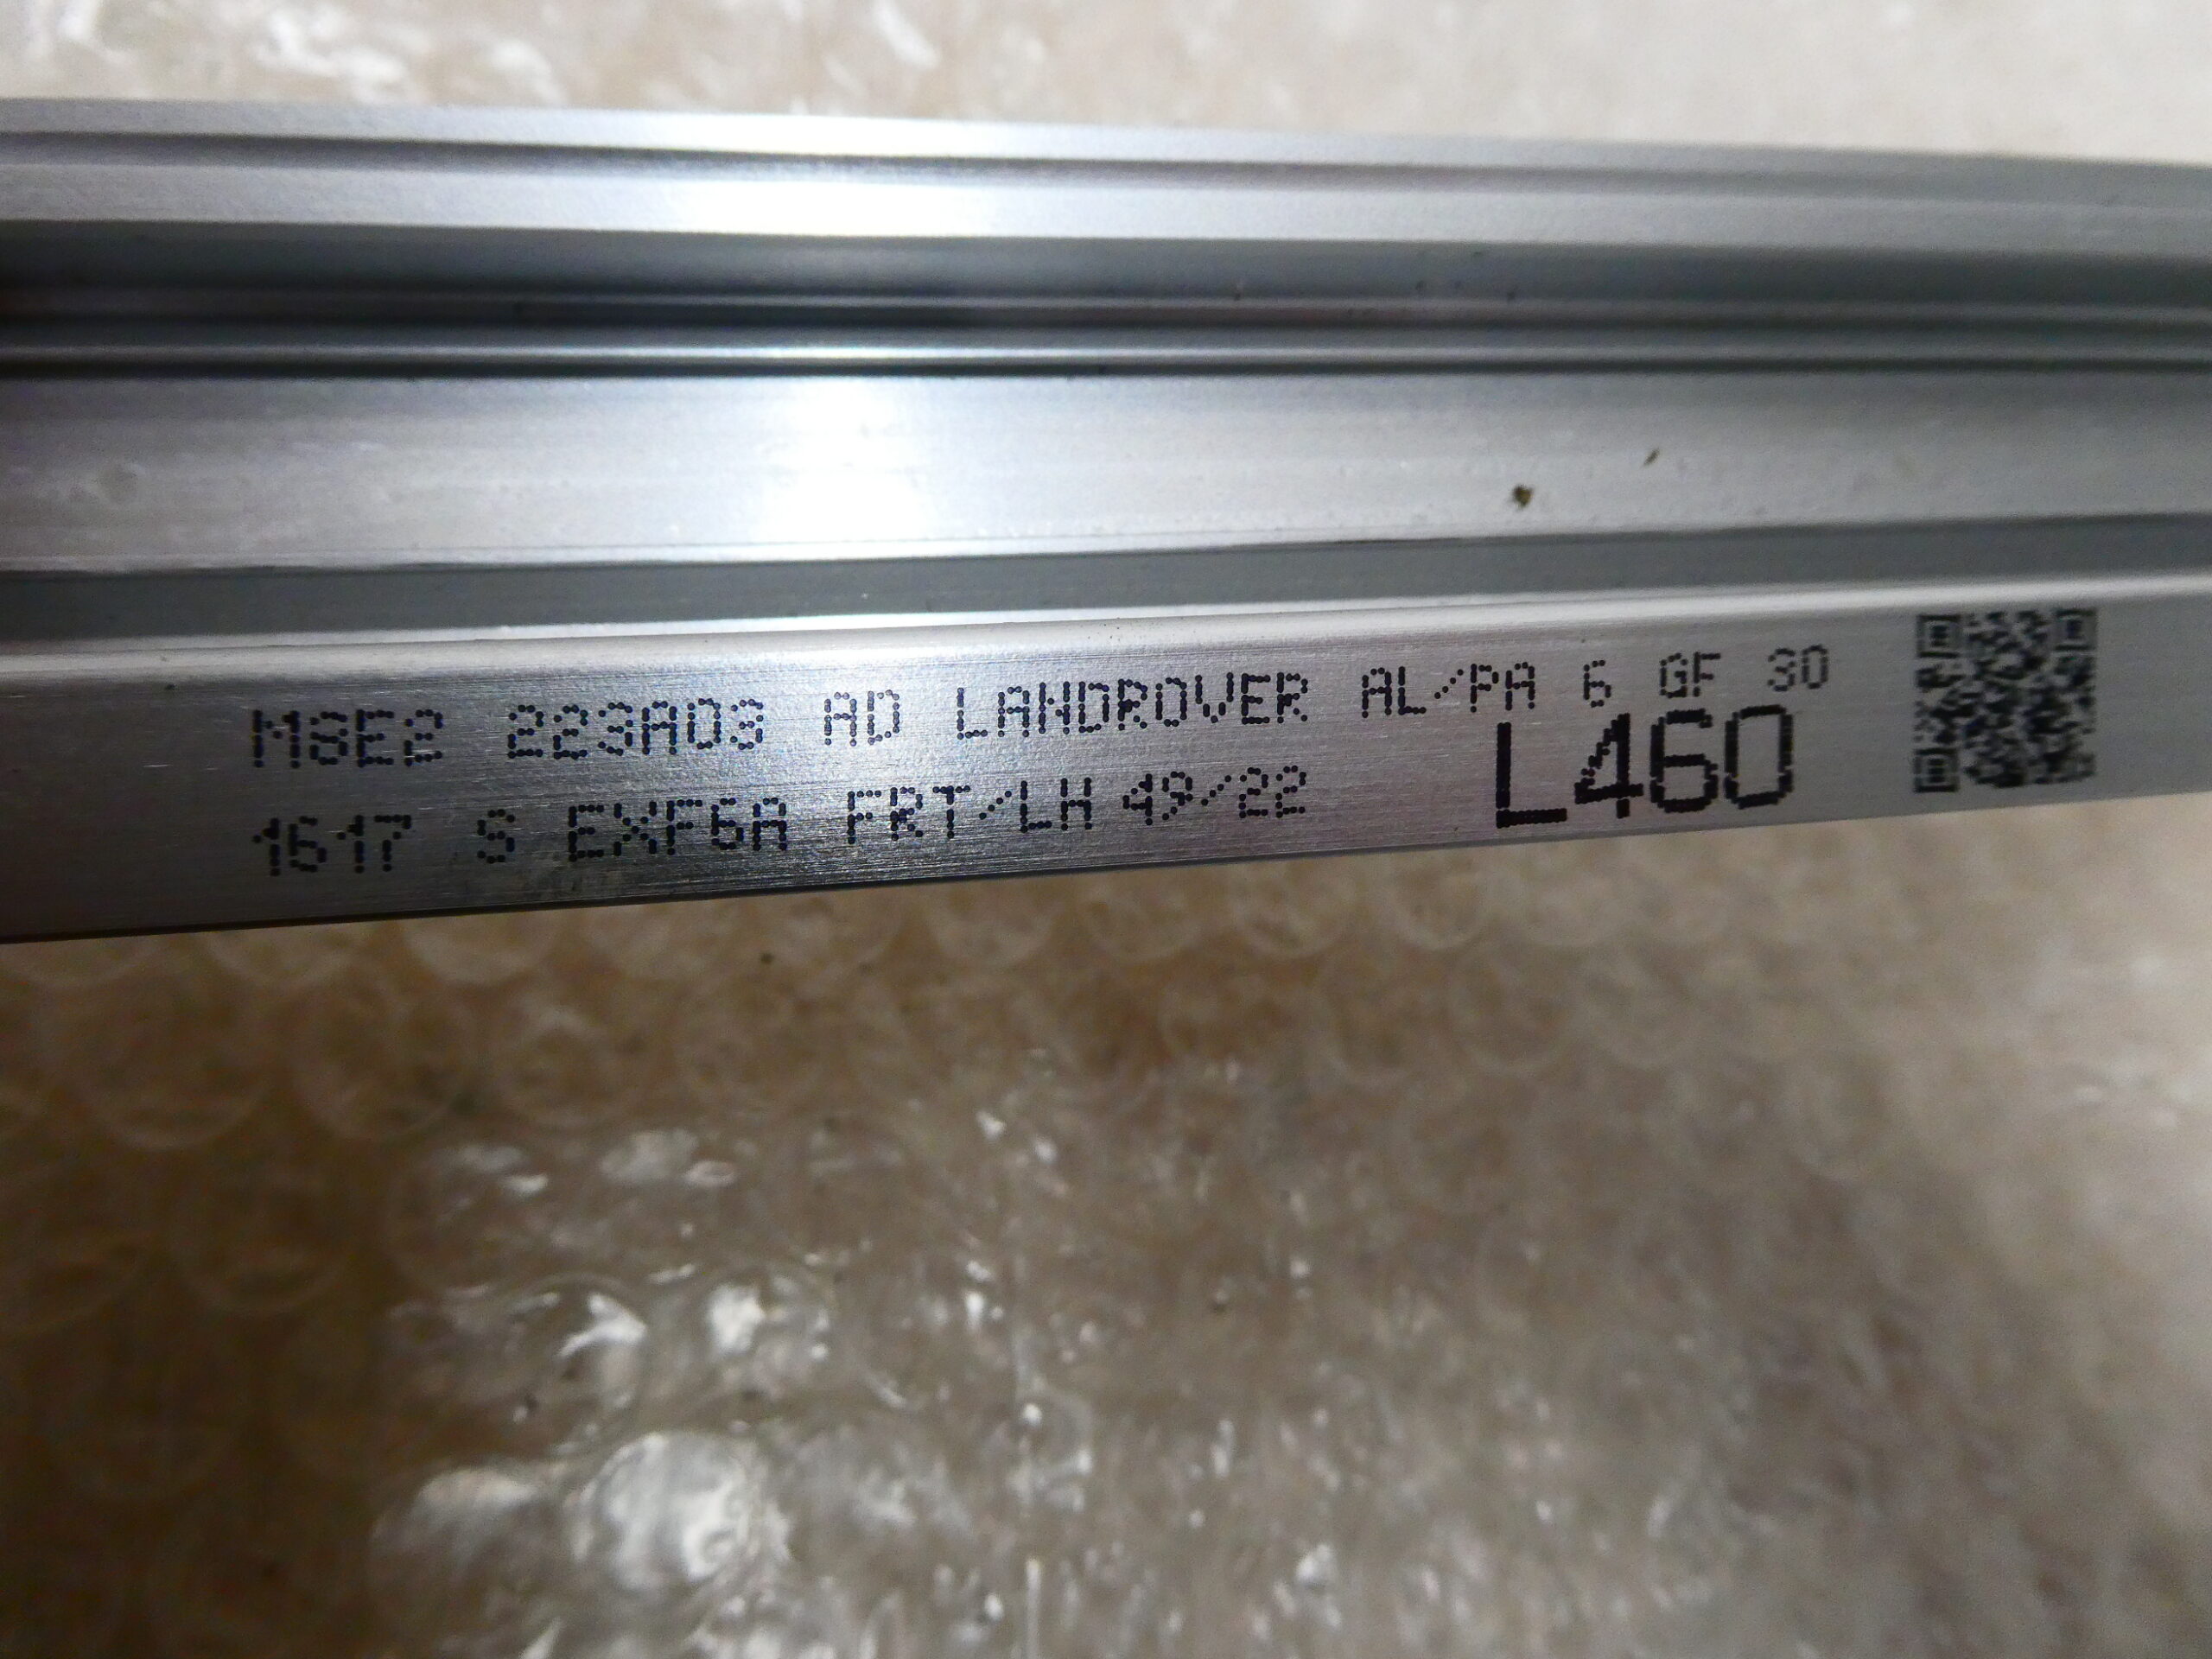 M8E2 223A03 AD LANDROVER AL/PA 6 GF 30
1617 S EXF6A FRT/LH 49/22
L460